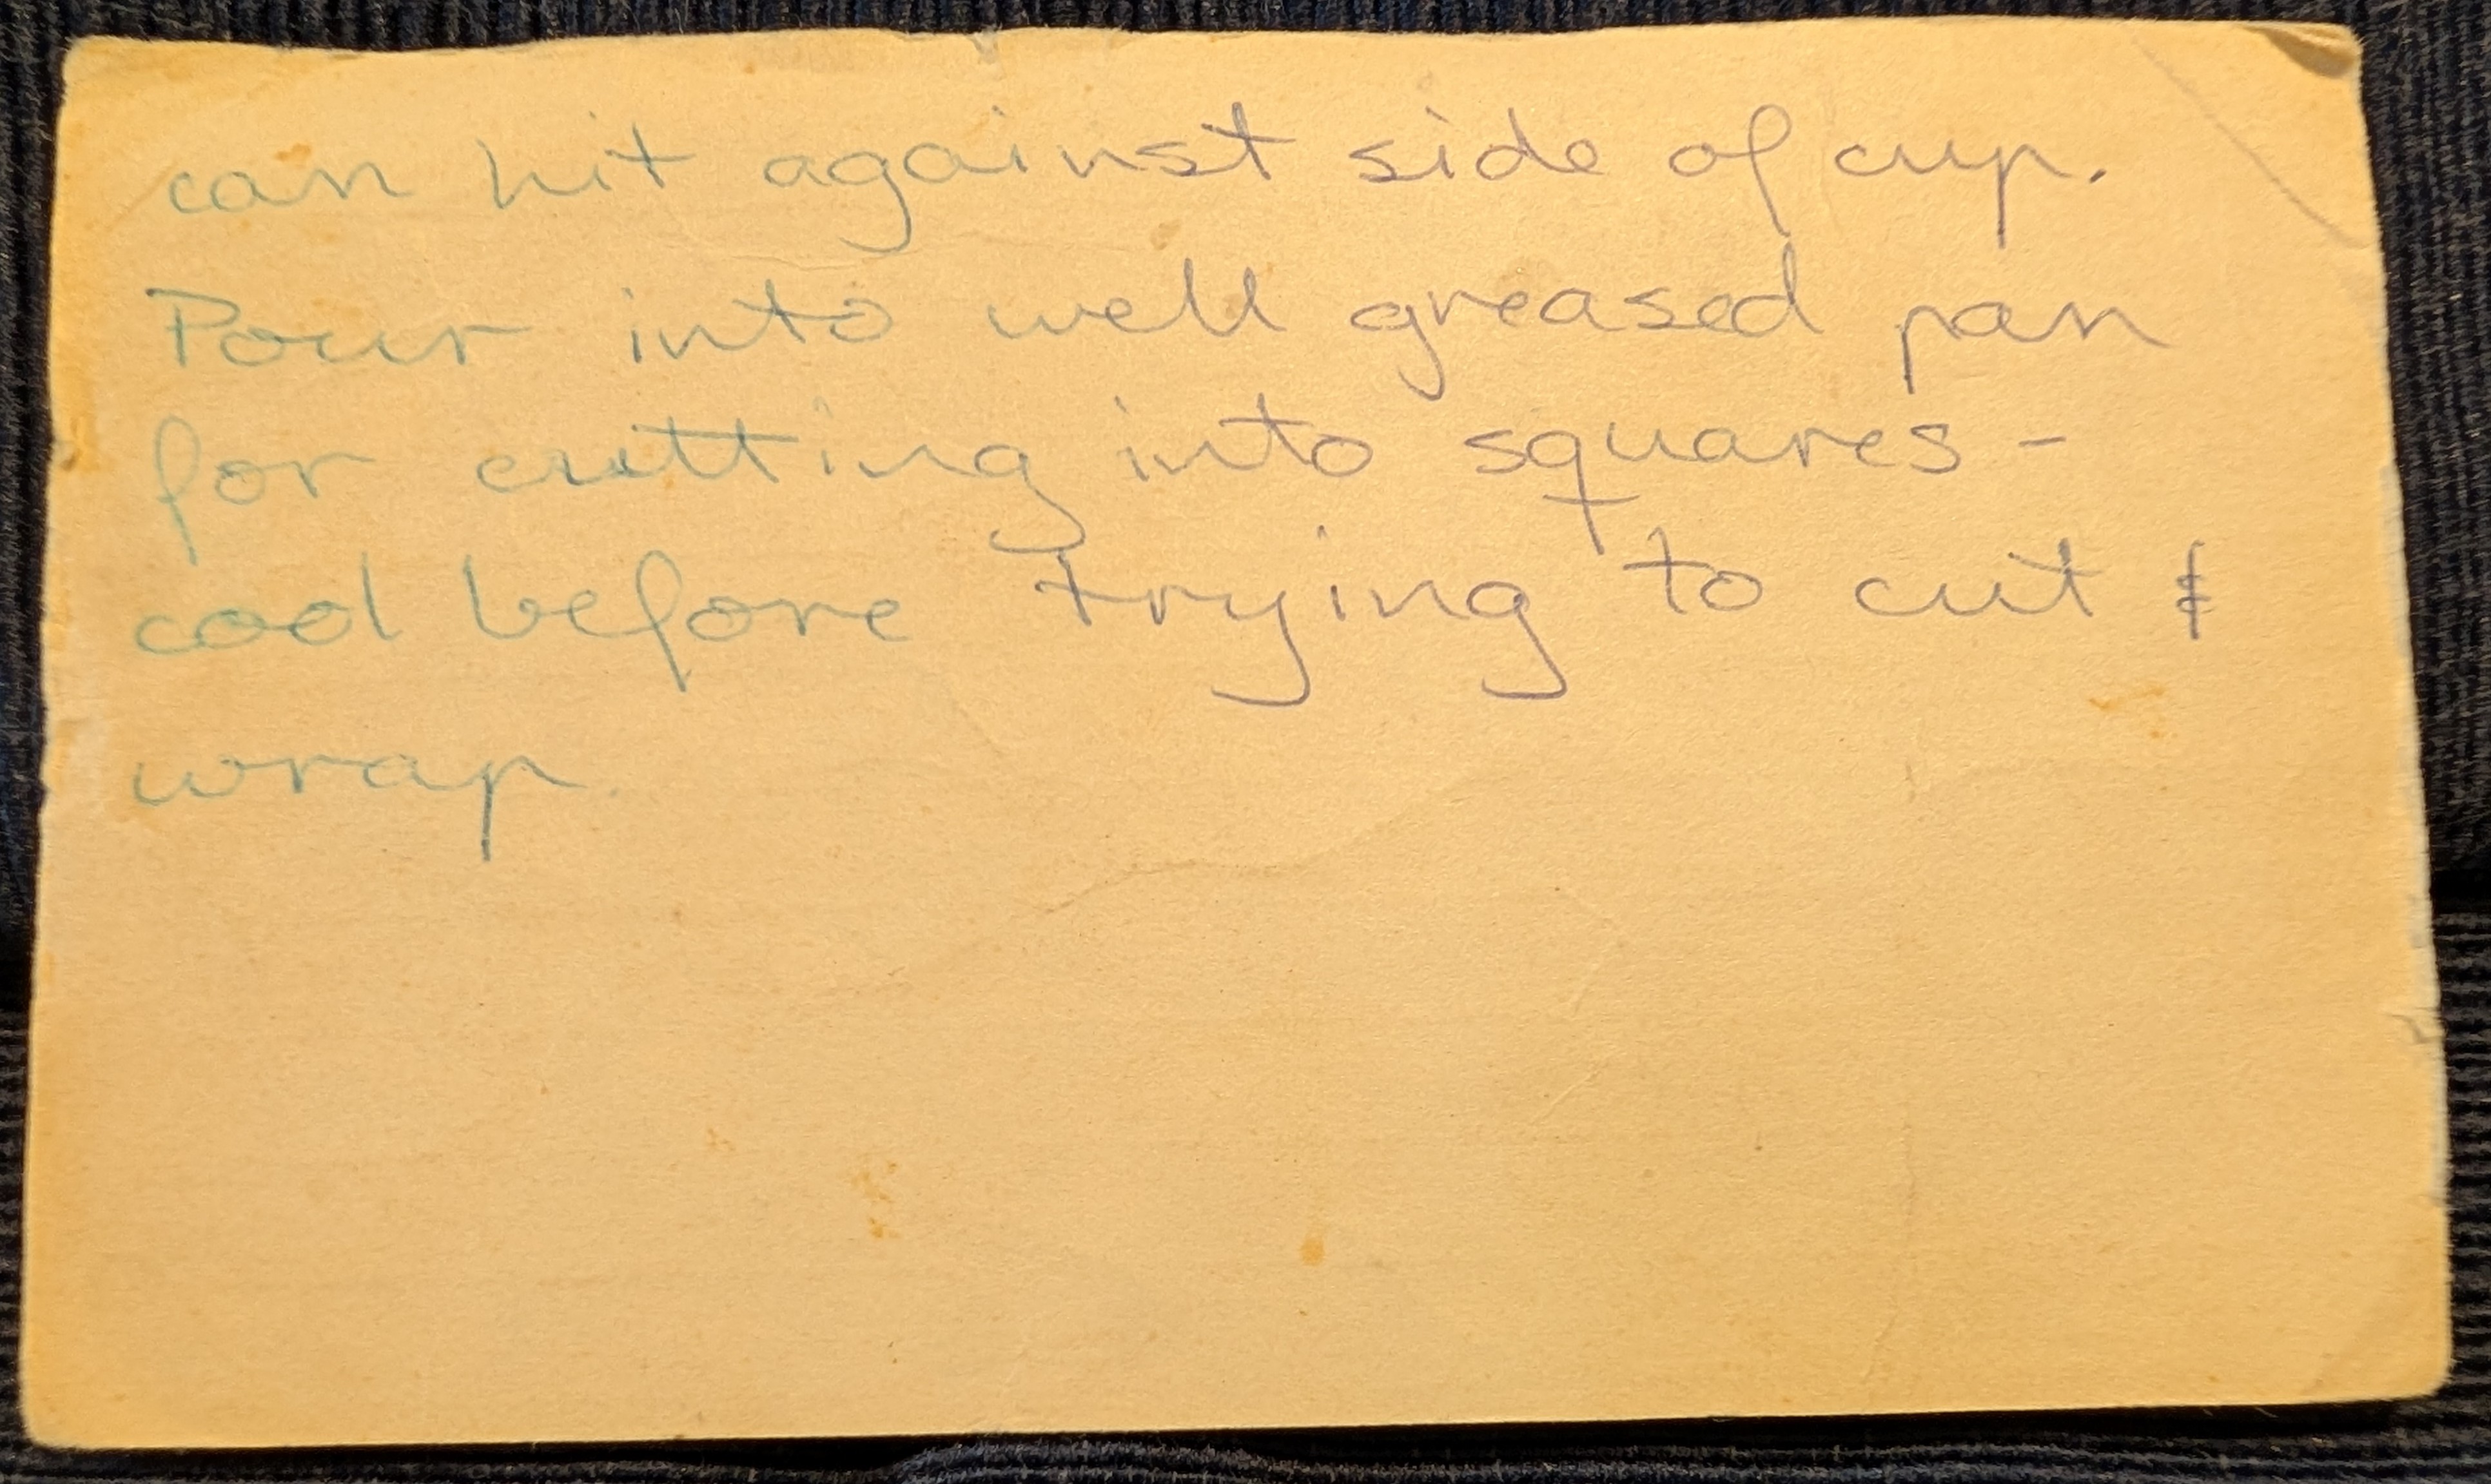 can hit against side of cup.
Pour into well greased pan
for cutting into squares -
cool before trying to cut &
wrap.